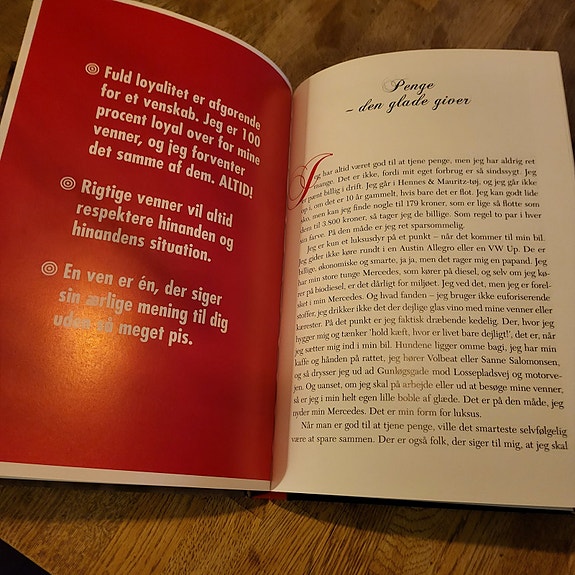 Fuld loyalitet er afgørende
for et venskab. Jeg er 100
procent loyal over for mine
venner, og jeg forventer
det samme af dem. ALTID!
Rigtige venner vil altid
respektere hinanden og
hinandens situation.
En ven er én, der siger
sin ærlige mening til dig
uden så meget pis.
Penge
– den glade giver
Jeg har altid været god til at tjene penge, men jeg har aldrig ret
mange. Det er ikke, fordi mit eget forbrug er så sindssygt. Jeg
er pænt billig i drift. Jeg går i Hennes & Mauritz-tøj, og jeg går ikke
op i, om det er 10 år gammelt, hvis bare det er flot. Jeg kan godt lide
sko, men kan jeg finde nogle til 179 kroner, som er lige så flotte som
dem til 3 800 kroner, så tager jeg de billige. Som regel to par i hver
sin farve. På den måde er jeg ret sparsommelig.
Jeg er kun et luksusdyr på et punkt – når det kommer til min bil.
Jeg gider ikke køre rundt i en Austin Allegro eller en VW Up. De er
billige, økonomiske og smarte, ja ja, men det rager mig en papand. Jeg
har min store tunge Mercedes, som kører på diesel, og selv om jeg kø-
rer på biodiesel, er det dårligt for miljøet. Jeg ved det, men jeg er forel-
sket i min Mercedes. Og hvad fanden – jeg bruger ikke euforiserende
stoffer, jeg drikker ikke det der dejlige glas vino med mine venner eller
kærester. På det punkt er jeg faktisk dræbende kedelig. Der, hvor jeg
hygger mig og tænker 'hold kæft, hvor er livet bare dejligt!', det er, når
jeg sætter mig ind i min bil. Hundene ligger omme bagi, jeg har min
kaffe og hånden på rattet, jeg hører Volbeat eller Sanne Salomonsen,
og så drysser jeg ud ad Gunløgsgade mod Lossepladsvej og motorve-
jen. Og uanset, om jeg skal på arbejde eller ud at besøge mine venner,
så er jeg i min helt egen lille boble af glæde. Det er på den måde, jeg
nyder min Mercedes. Det er min form for luksus.
Når man er god til at tjene penge, ville det smarteste selvfølgelig
være at spare sammen. Der er også folk, der siger til mig, at jeg skal